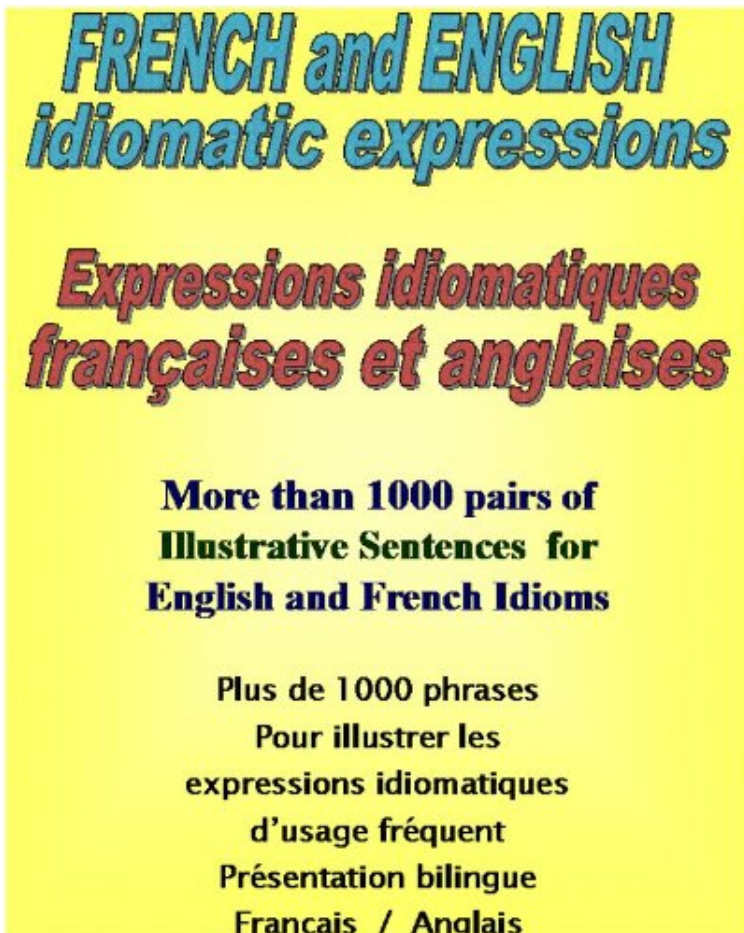 FRENCH and ENGLISH
idiomatic expressions
Expressions idiomatiques
françaises et anglaises
More than 1000 pairs of
Illustrative Sentences for
English and French Idioms
Plus de 1000 phrases
Pour illustrer les
expressions idiomatiques
d'usage fréquent
Présentation bilingue
Français / Anglais